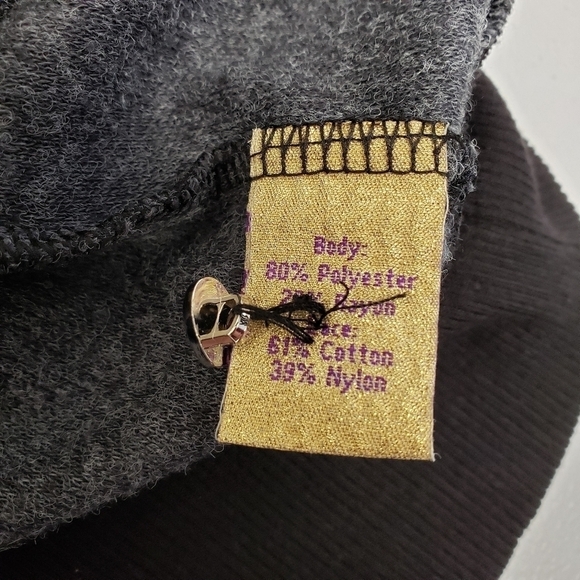 Body:
80% Polyester
Rayon
61% Cotton
39% Nylon